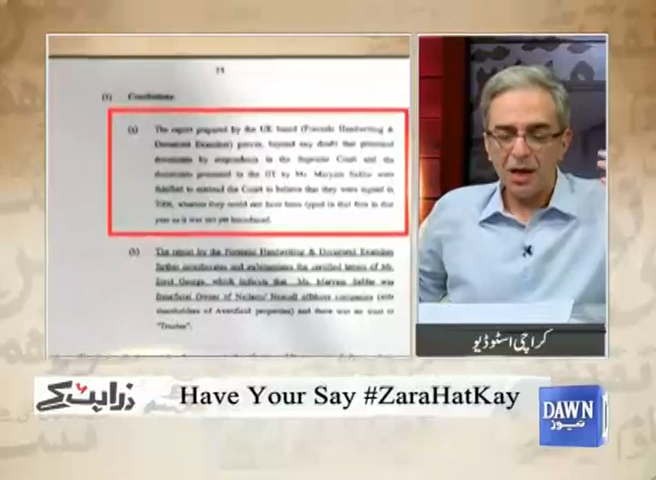 35
(i) Conclusions
(a) The report prepared by the UK based (Forensic Handwriting &
Document Examiner) proves, beyond any doubt that
documents by respondents in the Supreme Court and the
documents presented to the JIT by Ms. Maryam Safdar were
falsified to mislead the Court to believe that they were signed in
2006, whereas they could not have been typed in that font in that
year as it was not yet introduced.
(b) The report by the Forensic Handwriting & Document Examiner
further corroborates and the certified letters of Mr.
Errol George, which indicate that Ms. Maryam Safdar was
Beneficial Owner of Neilson/ Nescoll offshore companies (sole
shareholders of Avenfield properties) and there was no trust or
"Trustee".
کراچی اسٹوڈیو
ذرا ہٹ کے
Have Your Say #ZaraHatKay
DAWN
نیوز